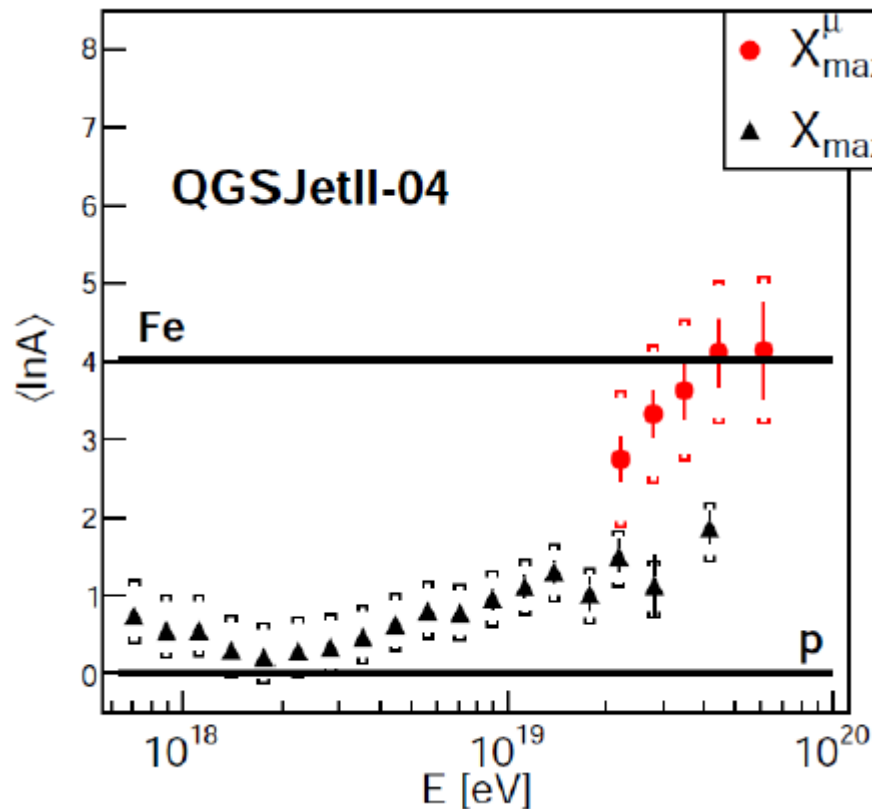 8
7
6
5
4
3
2
1
0
⟨lnA⟩
X^μ_max
X_max
QGSJetII-04
Fe
p
10^18
10^19
10^20
E [eV]